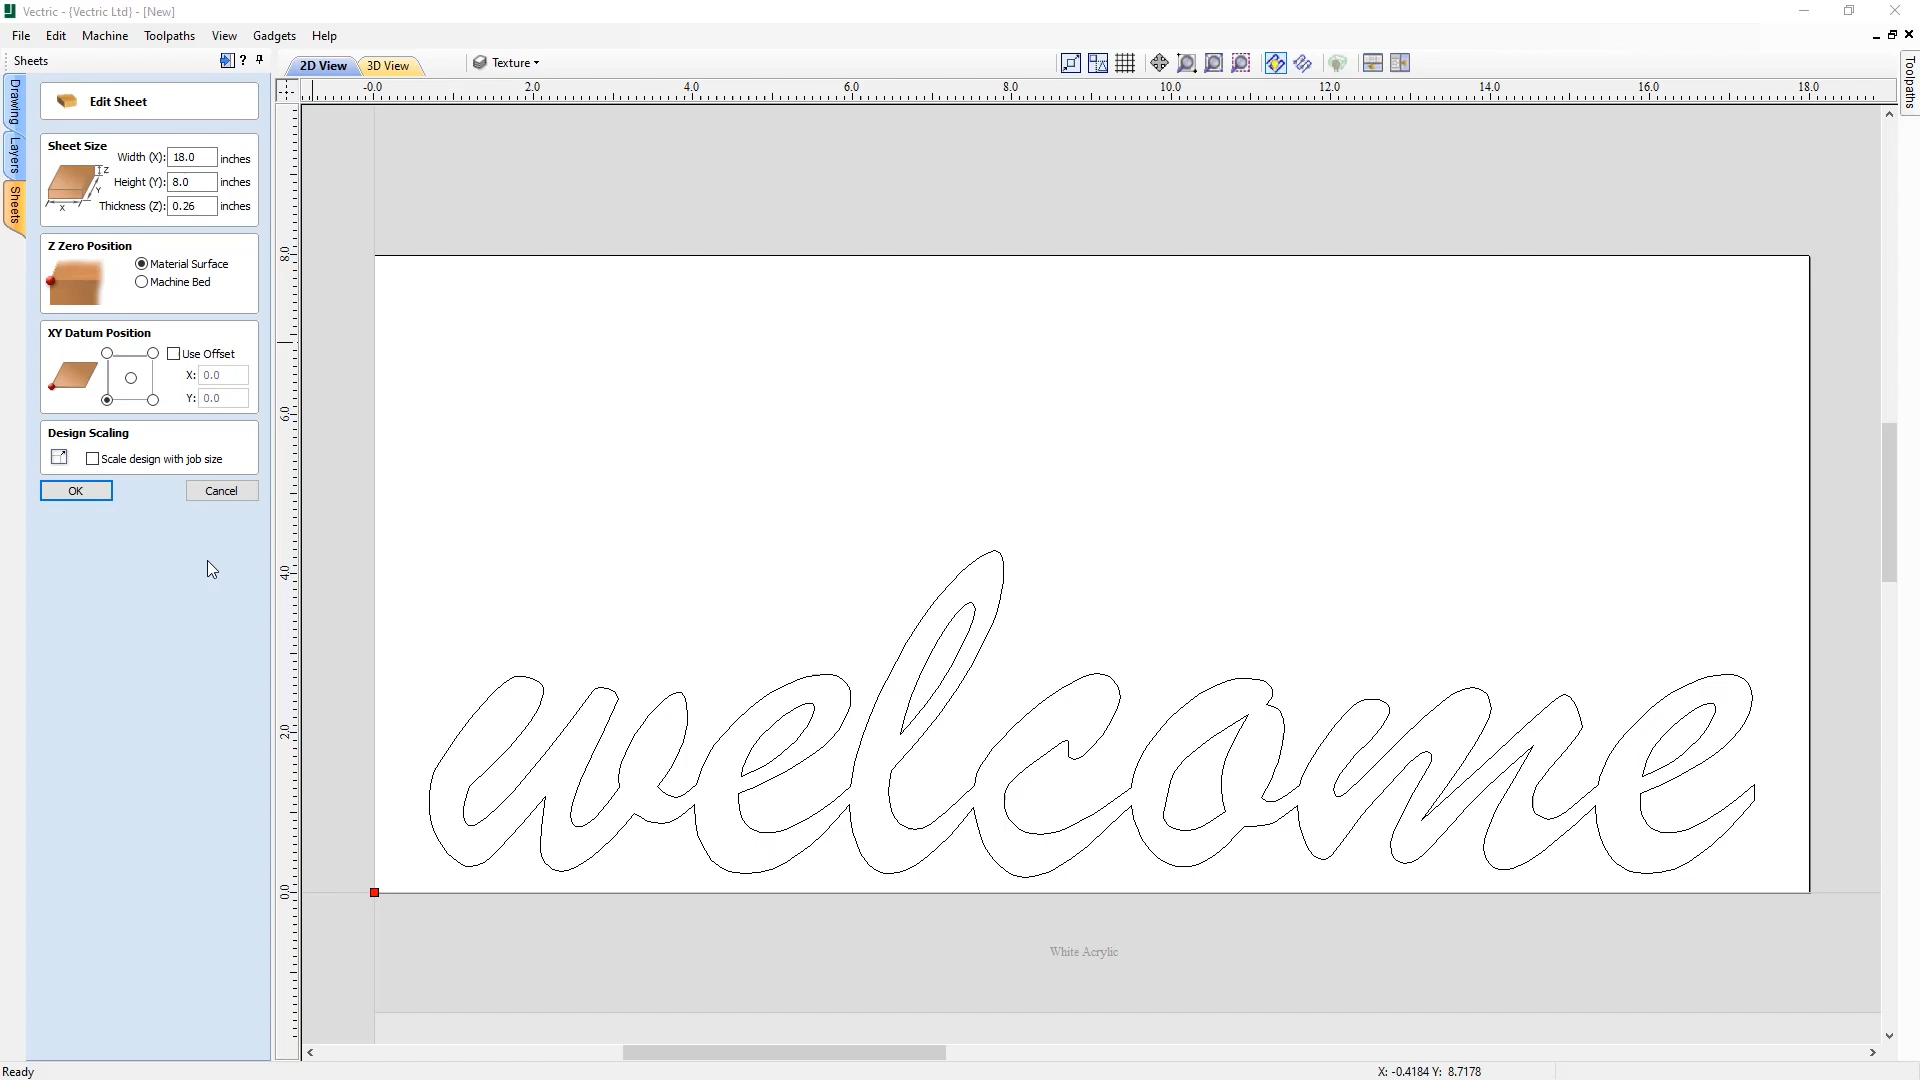 Vectric - {Vectric Ltd} - [New]
File Edit Machine Toolpaths View Gadgets Help
Sheets ?
2D View 3D View Texture
Toolpaths
Drawing
Layers
Sheets
Edit Sheet
Sheet Size
Width (X): 18.0 inches
Height (Y): 8.0 inches
Thickness (Z): 0.26 inches
Z
Y
X
Z Zero Position
Material Surface
Machine Bed
XY Datum Position
Use Offset
X: 0.0
Y: 0.0
Design Scaling
Scale design with job size
OK Cancel
-0.0 2.0 4.0 6.0 8.0 10.0 12.0 14.0 16.0 18.0
8.0
6.0
4.0
2.0
0.0
welcome
White Acrylic
Ready X: -0.4184 Y: 8.7178